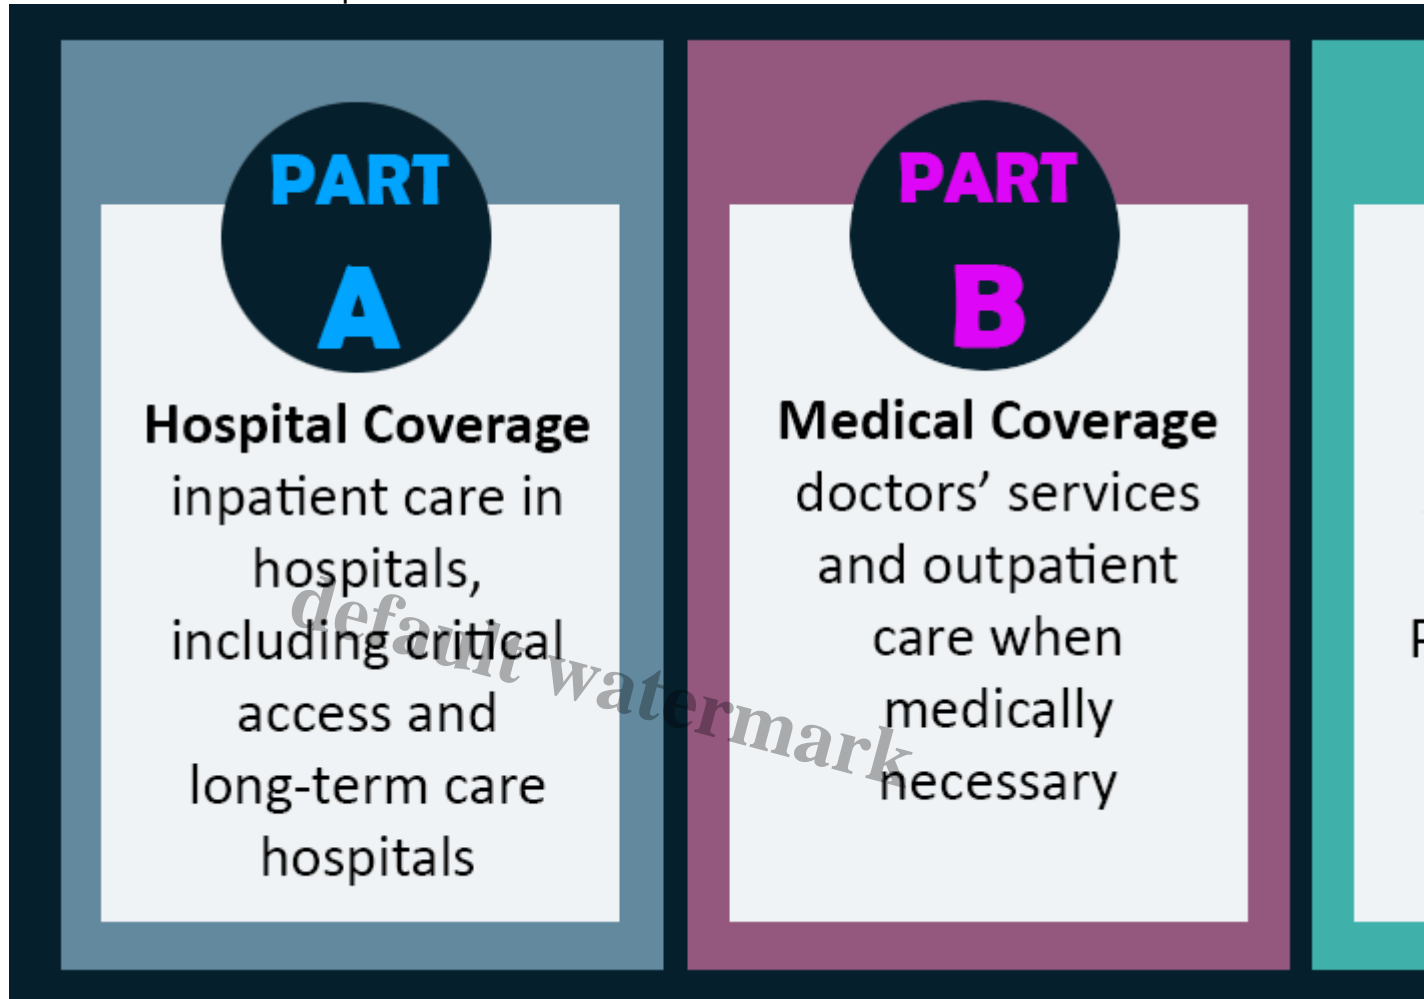 PART
A
Hospital Coverage
inpatient care in
hospitals,
including critical
access and
long-term care
hospitals
PART
B
Medical Coverage
doctors’ services
and outpatient
care when
medically
necessary
default watermark